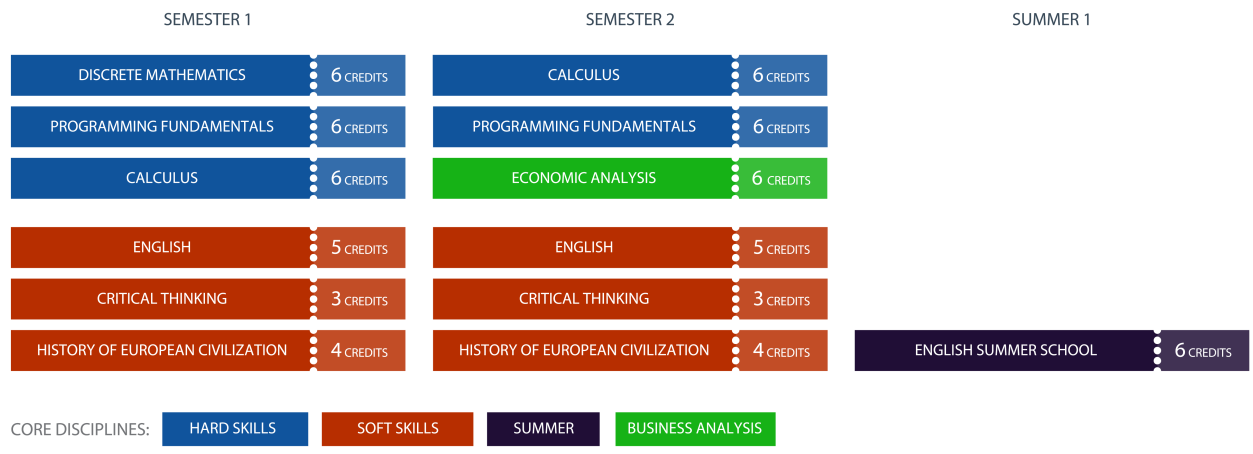 SEMESTER 1 SEMESTER 2 SUMMER 1
DISCRETE MATHEMATICS 6 CREDITS CALCULUS 6 CREDITS
PROGRAMMING FUNDAMENTALS 6 CREDITS PROGRAMMING FUNDAMENTALS 6 CREDITS
CALCULUS 6 CREDITS ECONOMIC ANALYSIS 6 CREDITS
ENGLISH 5 CREDITS ENGLISH 5 CREDITS
CRITICAL THINKING 3 CREDITS CRITICAL THINKING 3 CREDITS
HISTORY OF EUROPEAN CIVILIZATION 4 CREDITS HISTORY OF EUROPEAN CIVILIZATION 4 CREDITS ENGLISH SUMMER SCHOOL 6 CREDITS
CORE DISCIPLINES: HARD SKILLS SOFT SKILLS SUMMER BUSINESS ANALYSIS